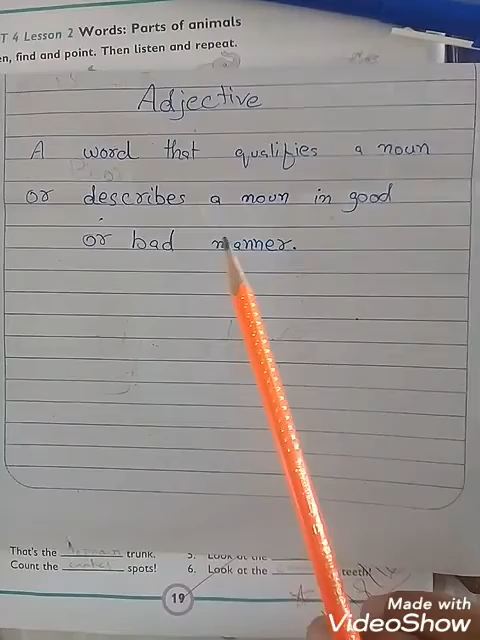 T 4 Lesson 2 Words: Parts of animals
en, find and point. Then listen and repeat.
Adjective
A word that qualifies a noun
or describes a noun in good
or bad manner.
That's the trunk.
Count the spots!
5. Look at the
6. Look at the teeth!
19
Made with
VideoShow